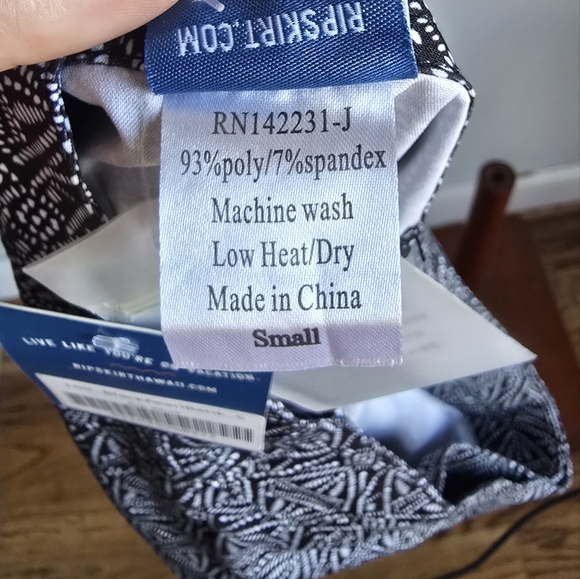 RIPSKIRT.COM
RN142231-J
93%poly/7%spandex
Machine wash
Low Heat/Dry
Made in China
Small
LIVE LIKE YOU'RE ON VACATION.
RIPSKIRTHAWAII.COM